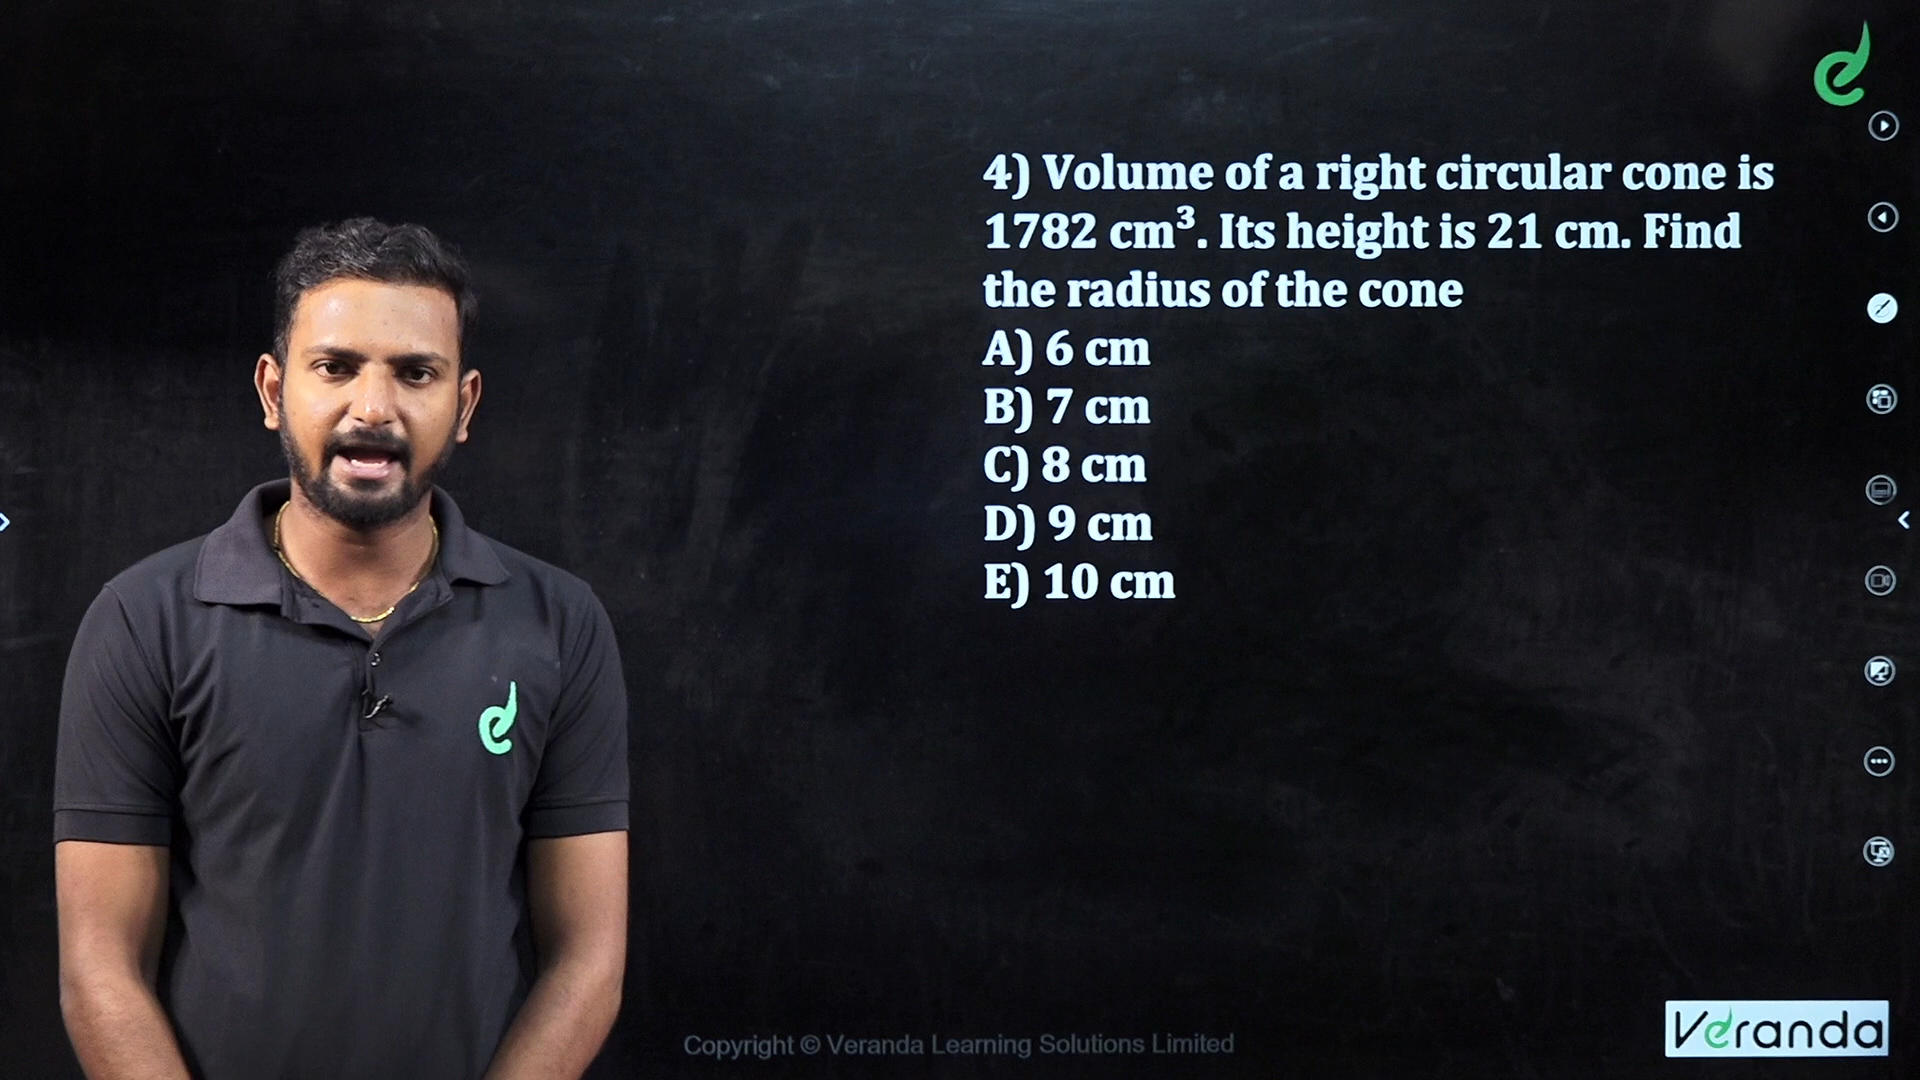 4) Volume of a right circular cone is
1782 cm³. Its height is 21 cm. Find
the radius of the cone
A) 6 cm
B) 7 cm
C) 8 cm
D) 9 cm
E) 10 cm
Veranda
Copyright © Veranda Learning Solutions Limited